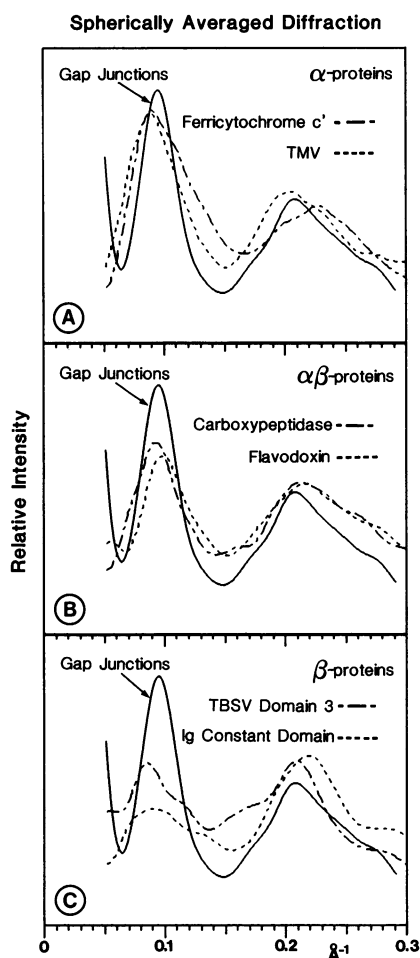 Spherically Averaged Diffraction
Gap Junctions
α-proteins
Ferricytochrome c'
TMV
A
Gap Junctions
αβ-proteins
Carboxypeptidase
Flavodoxin
B
Gap Junctions
β-proteins
TBSV Domain 3
Ig Constant Domain
C
Relative Intensity
0 0.1 0.2 Å⁻¹ 0.3